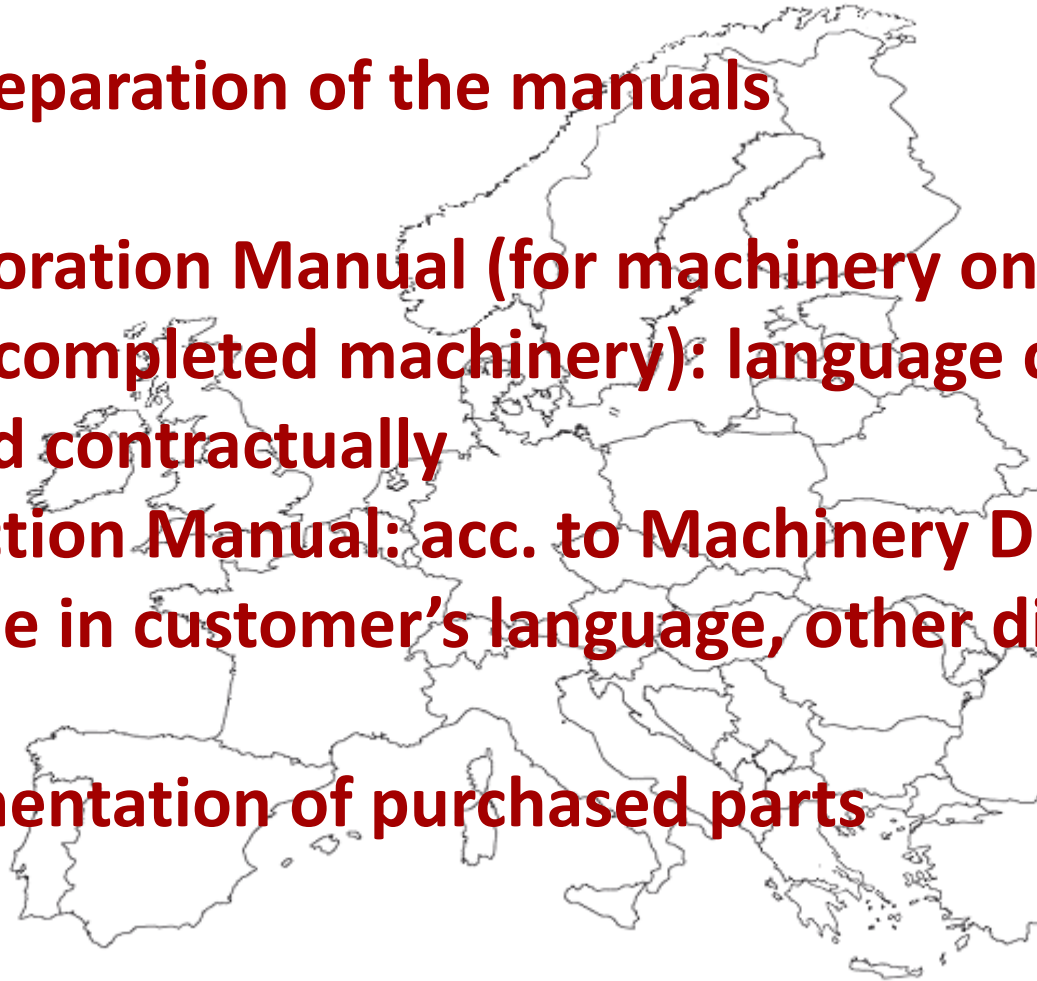 eparation of the manuals
oration Manual (for machinery on
completed machinery): language
d contractually
tion Manual: acc. to Machinery D
e in customer’s language, other di
entation of purchased parts